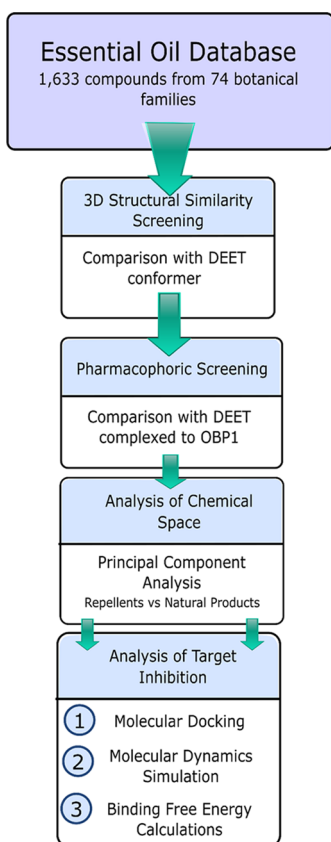 Essential Oil Database
1,633 compounds from 74 botanical
families
3D Structural Similarity
Screening
Comparison with DEET
conformer
Pharmacophoric Screening
Comparison with DEET
complexed to OBP1
Analysis of Chemical
Space
Principal Component
Analysis
Repellents vs Natural Products
Analysis of Target
Inhibition
1 Molecular Docking
2 Molecular Dynamics
Simulation
3 Binding Free Energy
Calculations